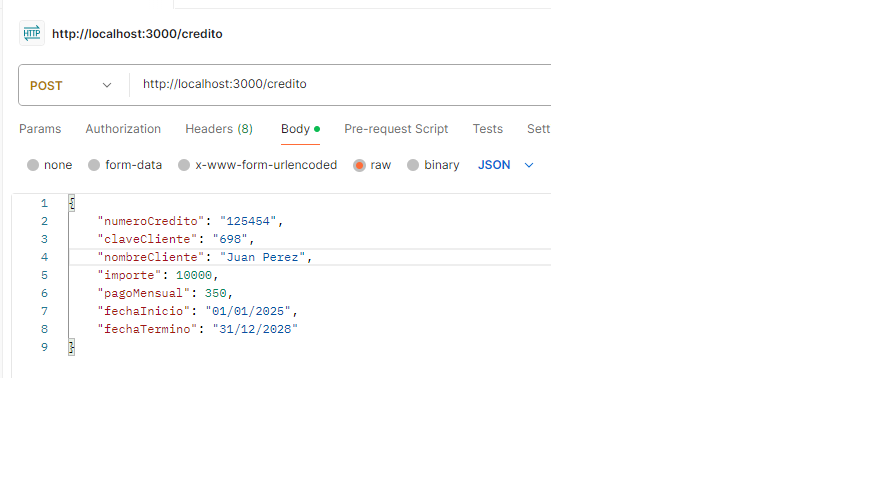 HTTP http://localhost:3000/credito
POST http://localhost:3000/credito
Params Authorization Headers (8) Body Pre-request Script Tests Sett
none form-data x-www-form-urlencoded raw binary JSON
1 {
2 "numeroCredito": "125454",
3 "claveCliente": "698",
4 "nombreCliente": "Juan Perez",
5 "importe": 10000,
6 "pagoMensual": 350,
7 "fechaInicio": "01/01/2025",
8 "fechaTermino": "31/12/2028"
9 }